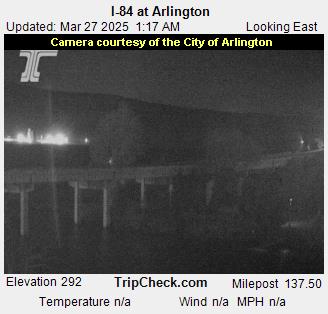 I-84 at Arlington
Updated: Mar 27 2025 1:17 AM Looking East
Camera courtesy of the City of Arlington
Elevation 292 TripCheck.com Milepost 137.50
Temperature n/a Wind n/a MPH n/a